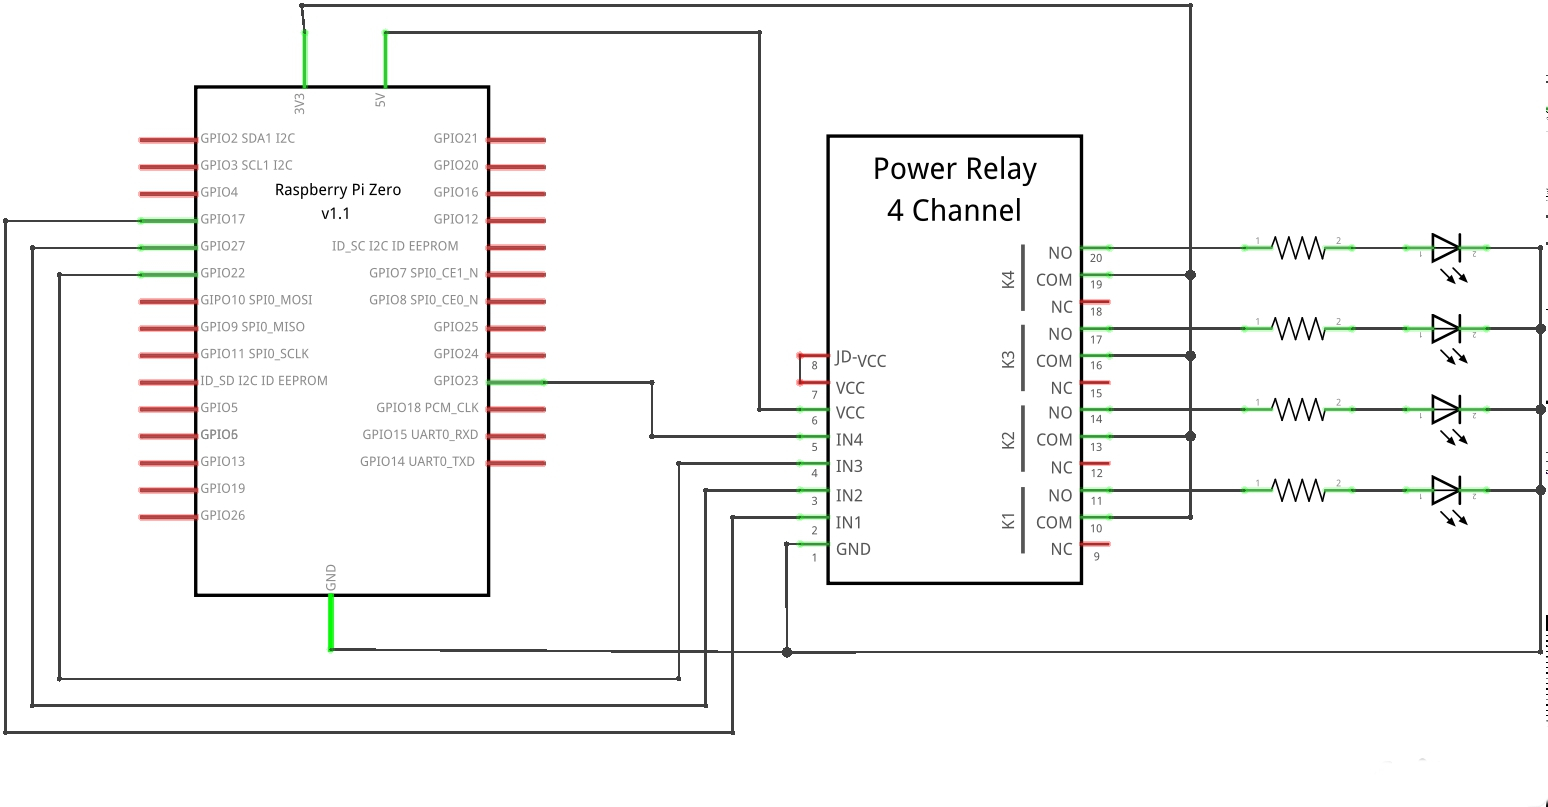 3V3
5V
GPIO2 SDA1 I2C
GPIO3 SCL1 I2C
GPIO4
GPIO17
GPIO27
GPIO22
GIPO10 SPI0_MOSI
GPIO9 SPI0_MISO
GPIO11 SPI0_SCLK
ID_SD I2C ID EEPROM
GPIO5
GPIO6
GPIO13
GPIO19
GPIO26
Raspberry Pi Zero
v1.1
GPIO21
GPIO20
GPIO16
GPIO12
ID_SC I2C ID EEPROM
GPIO7 SPI0_CE1_N
GPIO8 SPI0_CE0_N
GPIO25
GPIO24
GPIO23
GPIO18 PCM_CLK
GPIO15 UART0_RXD
GPIO14 UART0_TXD
GND
Power Relay
4 Channel
JD-VCC
8
VCC
7
VCC
6
IN4
5
IN3
4
IN2
3
IN1
2
GND
1
K4
NO
20
COM
19
NC
18
K3
NO
17
COM
16
NC
15
K2
NO
14
COM
13
NC
12
K1
NO
11
COM
10
NC
9
1 2 1 2
1 2 1 2
1 2 1 2
1 2 1 2